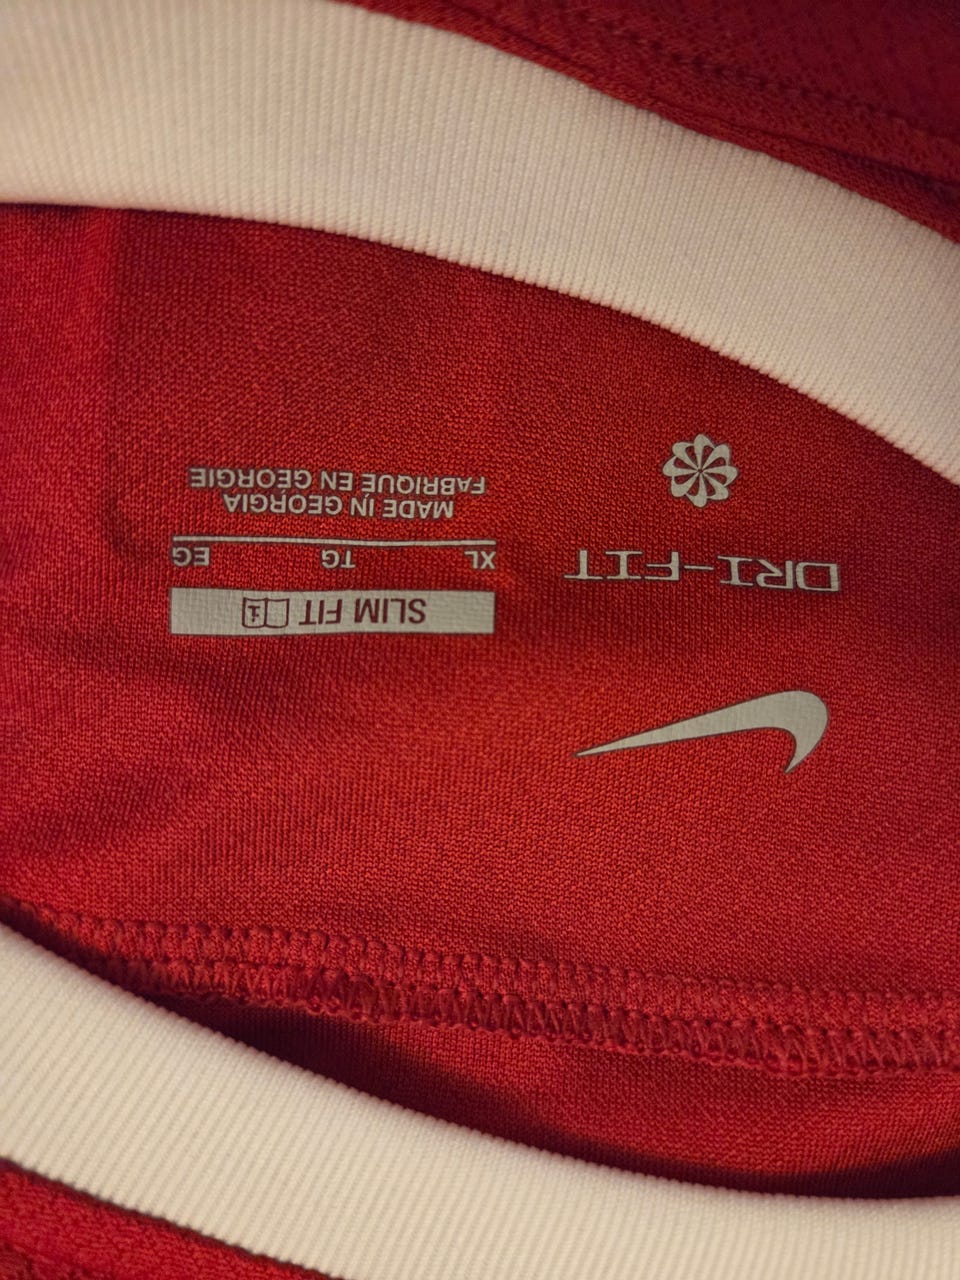 DRI-FIT
SLIM FIT
XL TG EG
MADE IN GEORGIA
FABRIQUE EN GEORGIE